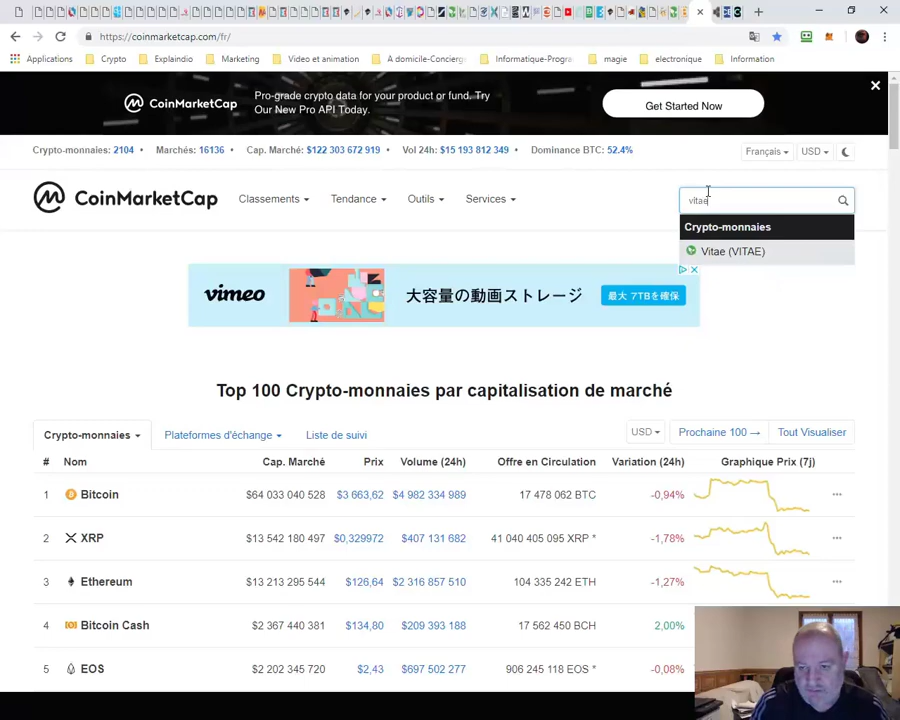 https://coinmarketcap.com/fr/
Applications Crypto Explaindio Marketing Video et animation A domicile-Concierg Informatique-Progra magie electronique Information
CoinMarketCap
Pro-grade crypto data for your product or fund. Try
Our New Pro API Today.
Get Started Now
Crypto-monnaies: 2104 • Marchés: 16136 • Cap. Marché: $122 303 672 919 • Vol 24h: $15 193 812 349 • Dominance BTC: 52.4%
Français USD
CoinMarketCap
Classements Tendance Outils Services
vitae
Crypto-monnaies
Vitae (VITAE)
vimeo
大容量の動画ストレージ
最大 7TBを確保
Top 100 Crypto-monnaies par capitalisation de marché
Crypto-monnaies Plateformes d'échange Liste de suivi
USD Prochaine 100 → Tout Visualiser
# Nom Cap. Marché Prix Volume (24h) Offre en Circulation Variation (24h) Graphique Prix (7j)
1 Bitcoin $64 033 040 528 $3 663,62 $4 982 334 989 17 478 062 BTC -0,94%
2 XRP $13 542 180 497 $0,329972 $407 131 682 41 040 405 095 XRP * -1,78%
3 Ethereum $13 213 295 544 $126,64 $2 316 857 510 104 335 242 ETH -1,27%
4 Bitcoin Cash $2 367 440 381 $134,80 $209 393 188 17 562 450 BCH 2,00%
5 EOS $2 202 345 720 $2,43 $697 502 277 906 245 118 EOS * -0,08%